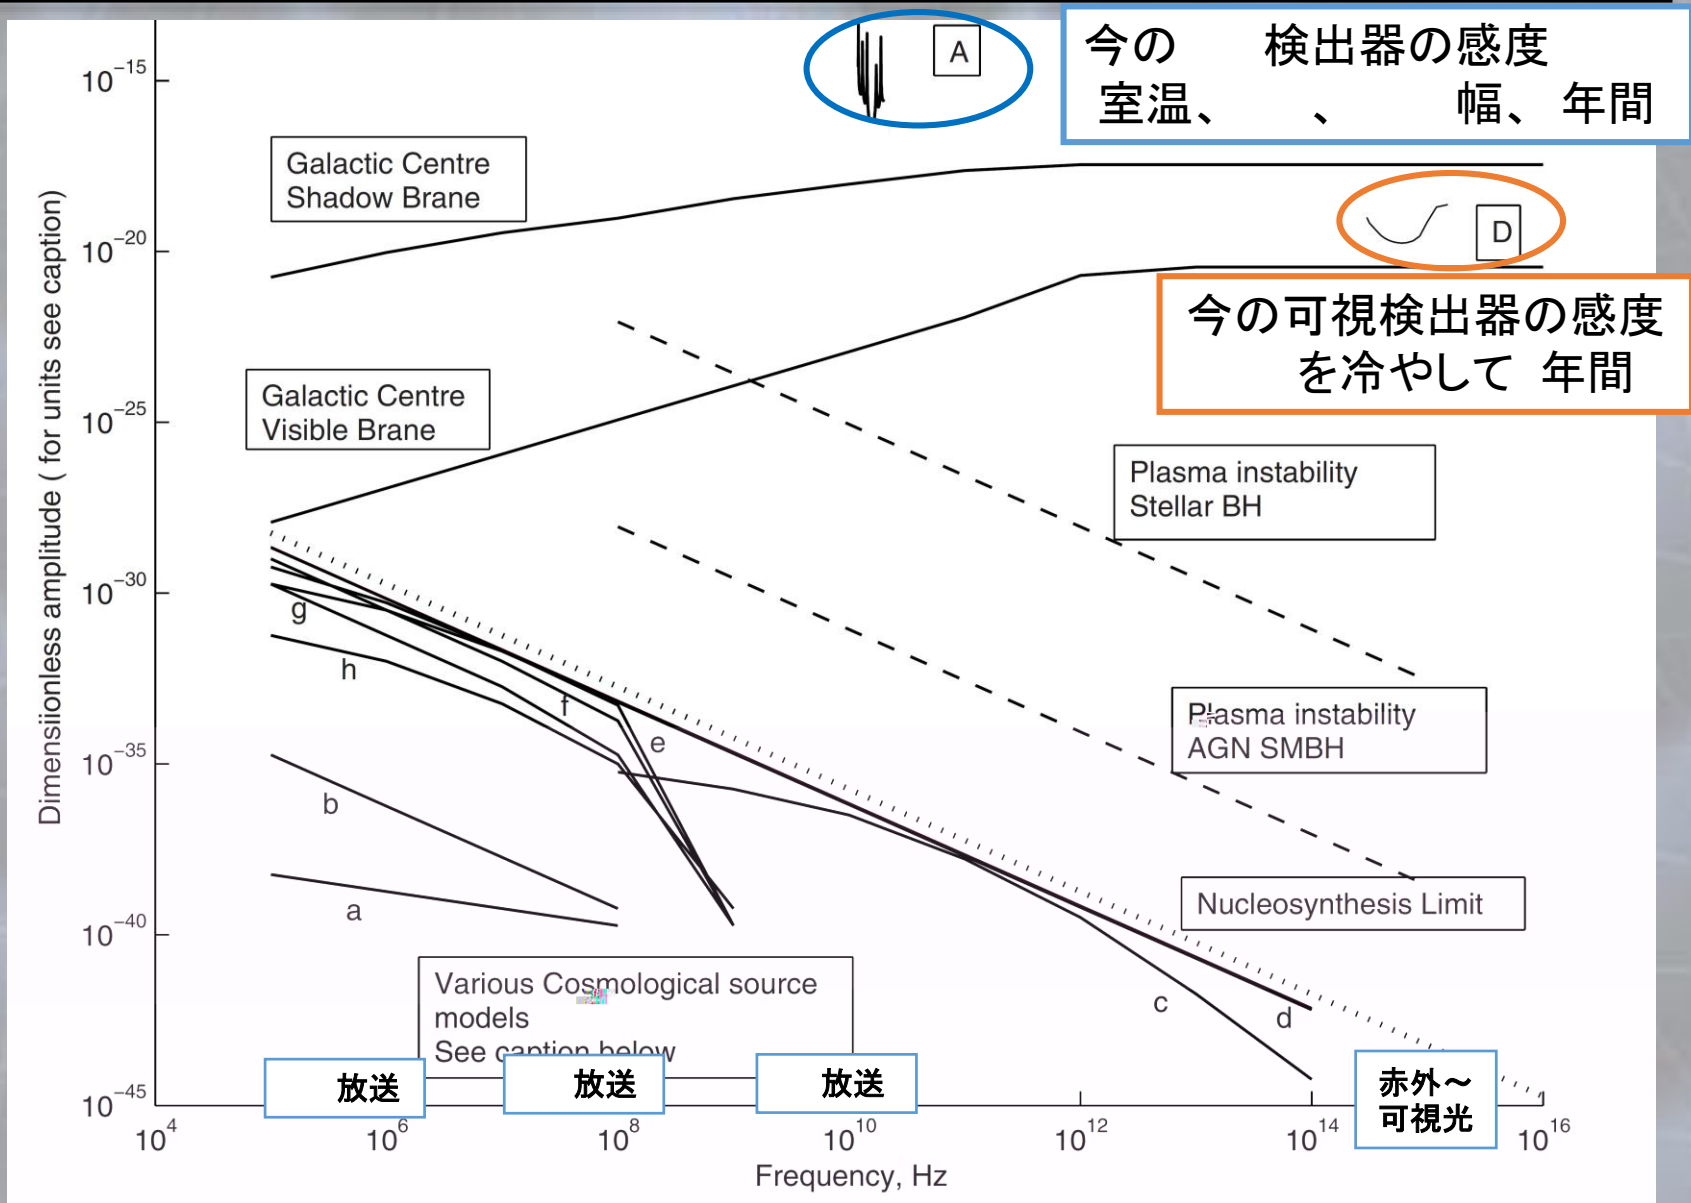 今の 検出器の感度
室温、 、 幅、 年間
A
10⁻¹⁵
Galactic Centre
Shadow Brane
D
10⁻²⁰
今の可視検出器の感度
を冷やして 年間
Galactic Centre
Visible Brane
10⁻²⁵
Plasma instability
Stellar BH
10⁻³⁰
g
h
f
e
Plasma instability
AGN SMBH
10⁻³⁵
b
a
Nucleosynthesis Limit
10⁻⁴⁰
Various Cosmological source
models
See caption below
c
d
放送
放送
放送
赤外～
可視光
10⁻⁴⁵
10⁴
10⁶
10⁸
10¹⁰
10¹²
10¹⁴
10¹⁶
Frequency, Hz
Dimensiionless amplitude ( for units see caption)